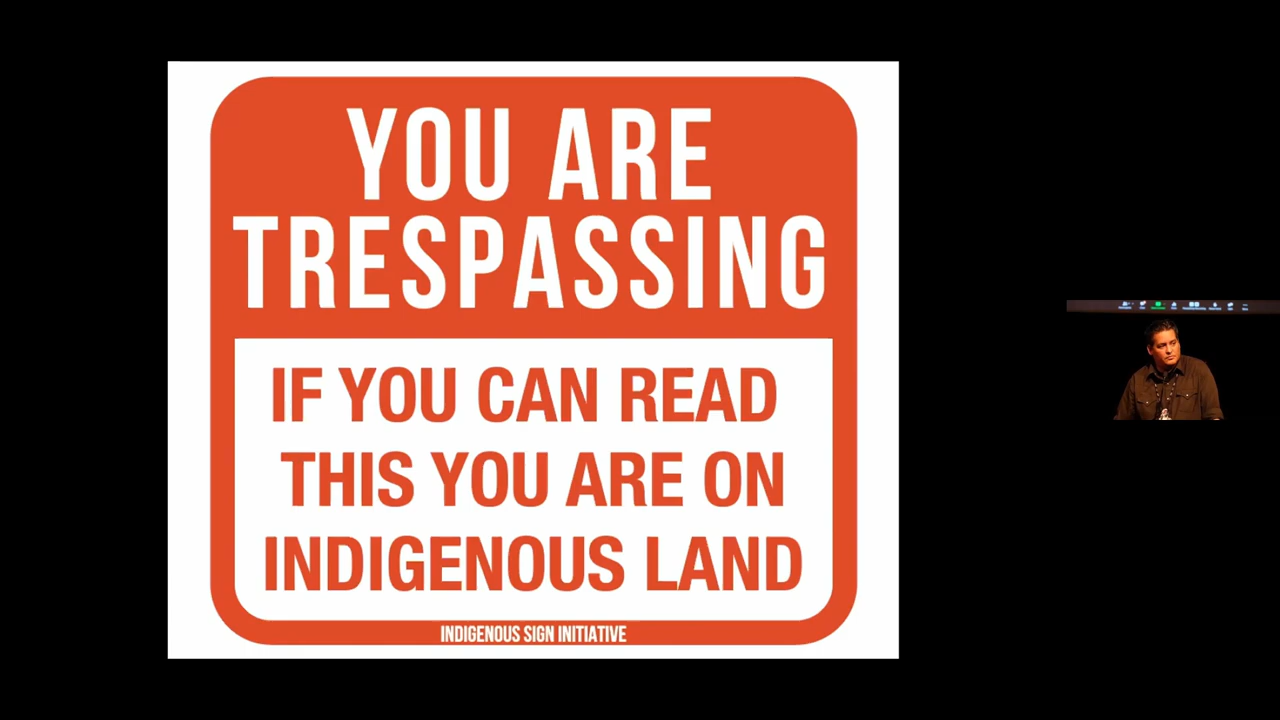 YOU ARE
TRESPASSING
IF YOU CAN READ
THIS YOU ARE ON
INDIGENOUS LAND
INDIGENOUS SIGN INITIATIVE